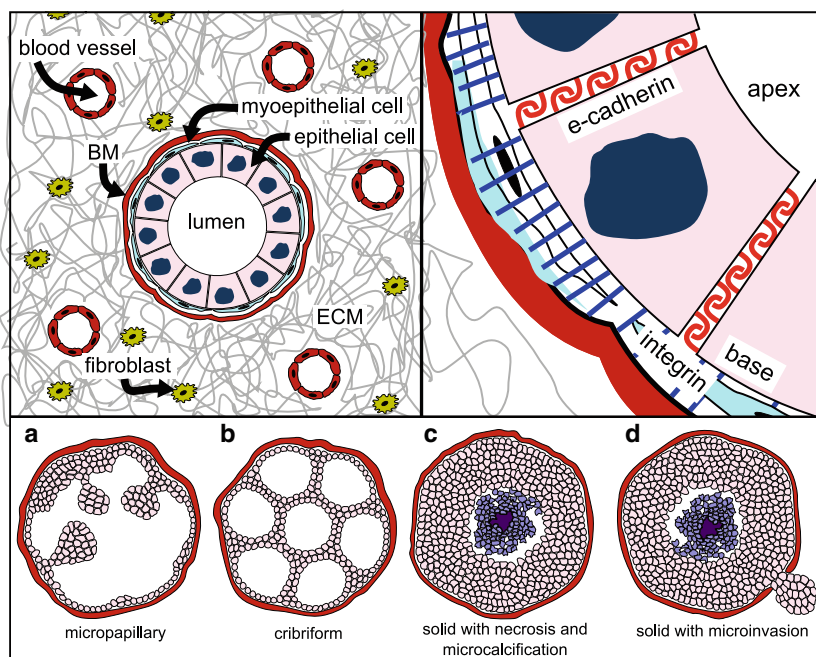 blood vessel
myoepithelial cell
epithelial cell
BM
lumen
ECM
fibroblast
e-cadherin
apex
integrin
base
a
b
c
d
micropapillary
cribriform
solid with necrosis and
microcalcification
solid with microinvasion